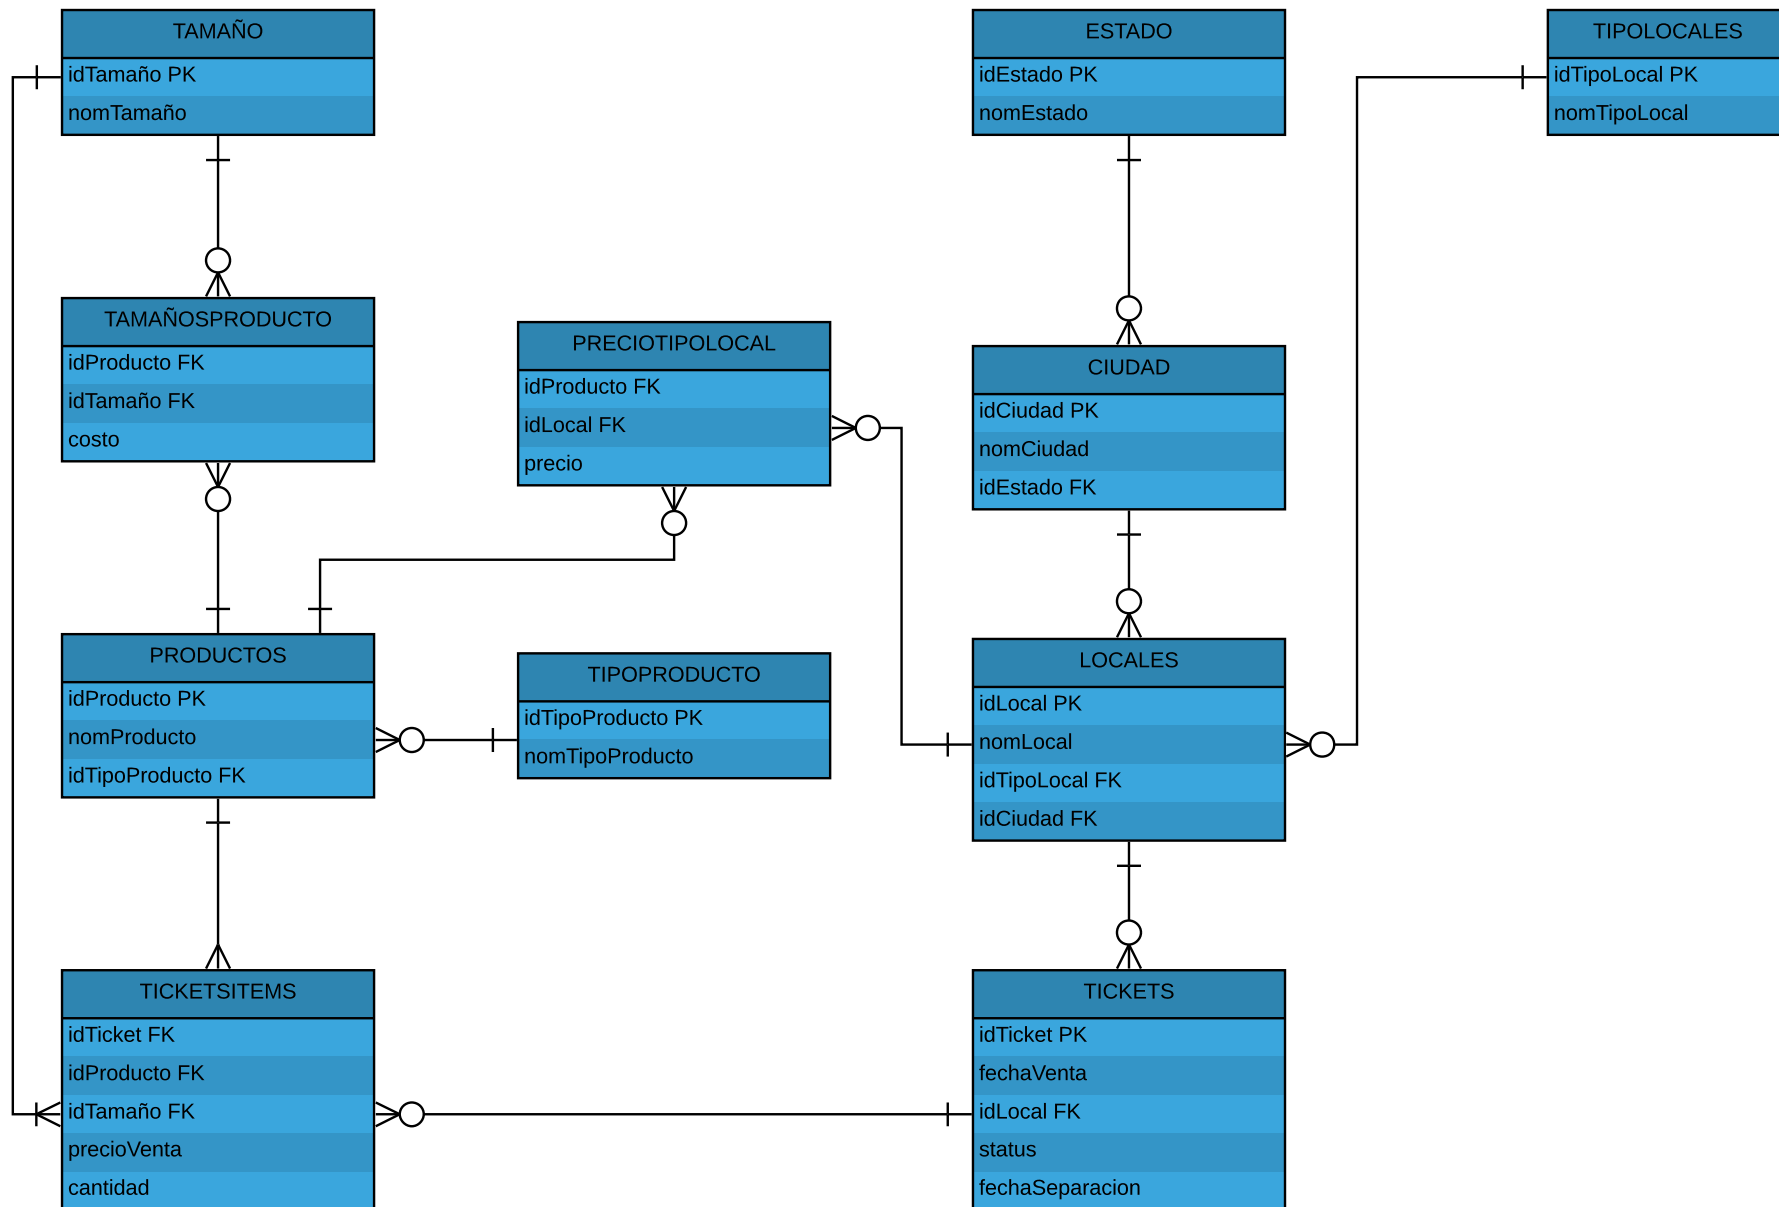 TAMAÑO
idTamaño PK
nomTamaño
ESTADO
idEstado PK
nomEstado
TIPOLOCALES
idTipoLocal PK
nomTipoLocal
TAMAÑOSPRODUCTO
idProducto FK
idTamaño FK
costo
PRECIOTIPOLOCAL
idProducto FK
idLocal FK
precio
CIUDAD
idCiudad PK
nomCiudad
idEstado FK
PRODUCTOS
idProducto PK
nomProducto
idTipoProducto FK
TIPOPRODUCTO
idTipoProducto PK
nomTipoProducto
LOCALES
idLocal PK
nomLocal
idTipoLocal FK
idCiudad FK
TICKETSITEMS
idTicket FK
idProducto FK
idTamaño FK
precioVenta
cantidad
TICKETS
idTicket PK
fechaVenta
idLocal FK
status
fechaSeparacion